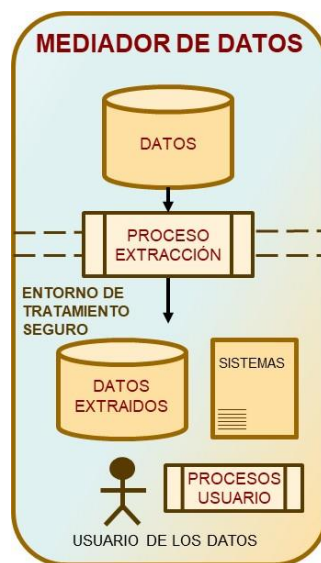 MEDIADOR DE DATOS
DATOS
PROCESO
EXTRACCIÓN
ENTORNO DE
TRATAMIENTO
SEGURO
DATOS
EXTRAIDOS
SISTEMAS
PROCESOS
USUARIO
USUARIO DE LOS DATOS